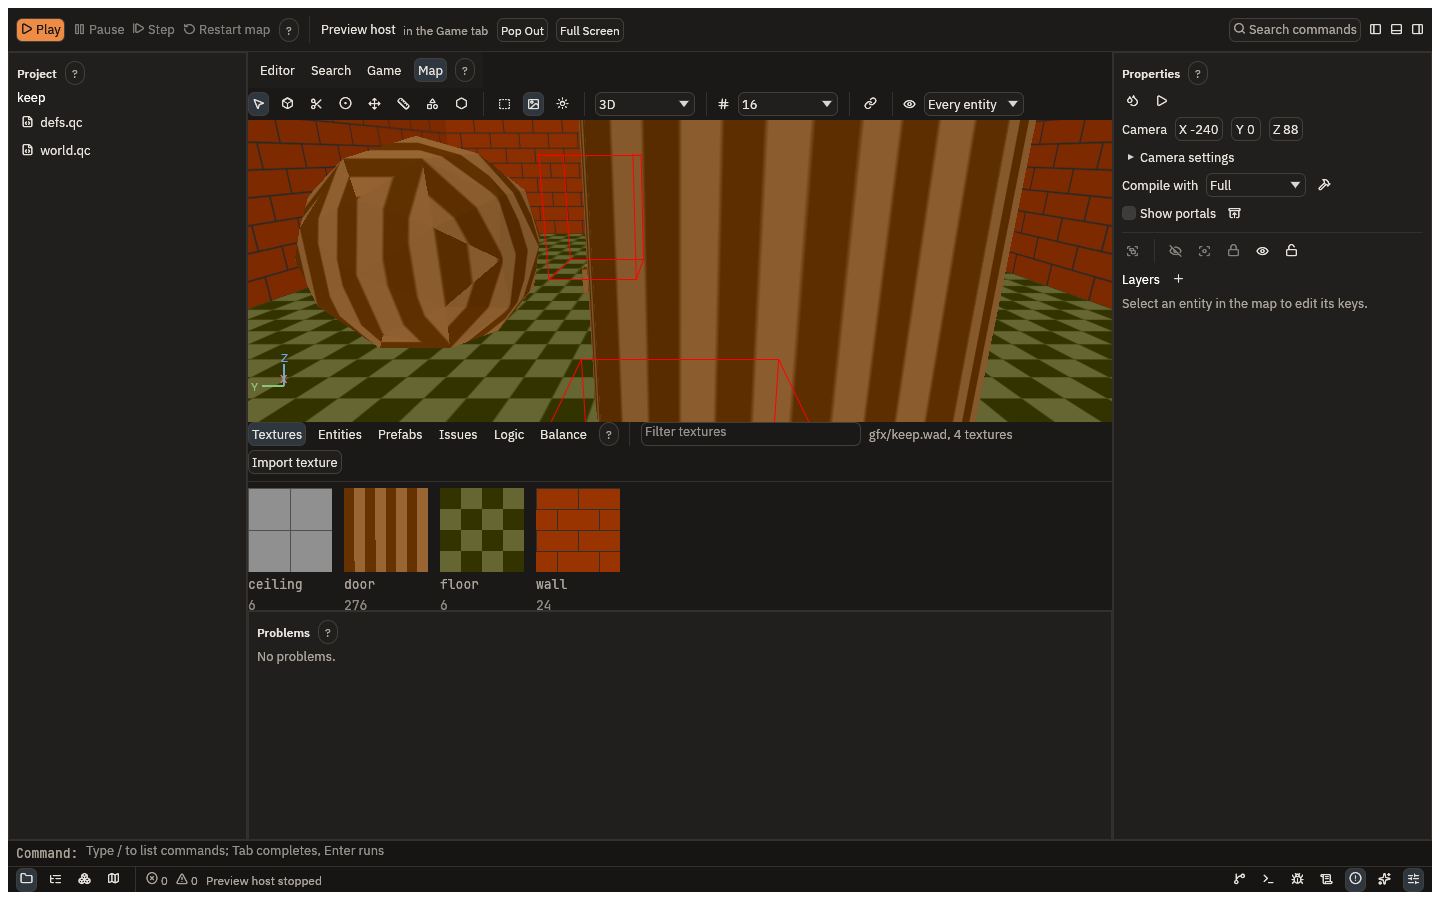 Play Pause Step Restart map ? Preview host in the Game tab Pop Out Full Screen Search commands
Project ?
keep
defs.qc
world.qc
Editor Search Game Map ?
3D # 16 Every entity
Z
Y X
Textures Entities Prefabs Issues Logic Balance ? Filter textures gfx/keep.wad, 4 textures
Import texture
ceiling door floor wall
6 276 6 24
Problems ?
No problems.
Properties ?
Camera X -240 Y 0 Z 88
Camera settings
Compile with Full
Show portals
Layers +
Select an entity in the map to edit its keys.
Command: Type / to list commands; Tab completes, Enter runs
0 0 Preview host stopped